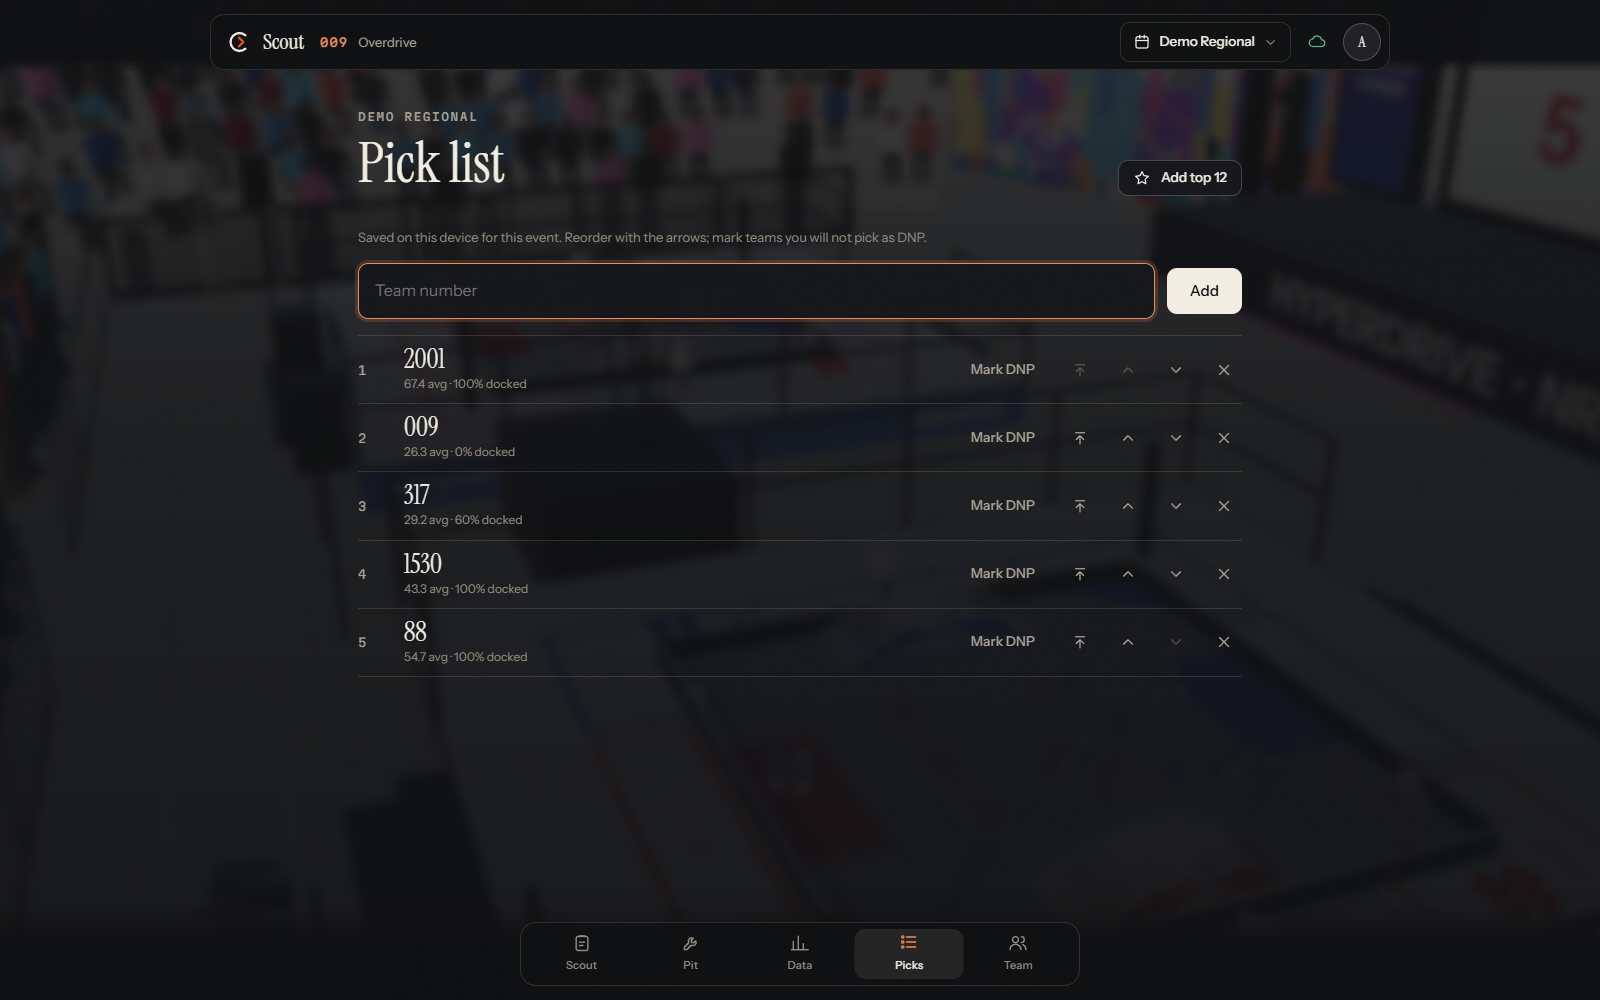 Scout 009 Overdrive
Demo Regional
A
5
DEMO REGIONAL
Pick list
Add top 12
Saved on this device for this event. Reorder with the arrows; mark teams you will not pick as DNP.
Team number
Add
HYPERDRIVE
1 2001 Mark DNP
67.4 avg · 100% docked
2 009 Mark DNP
26.3 avg · 0% docked
3 317 Mark DNP
29.2 avg · 60% docked
4 1530 Mark DNP
43.3 avg · 100% docked
5 88 Mark DNP
54.7 avg · 100% docked
Scout
Pit
Data
Picks
Team